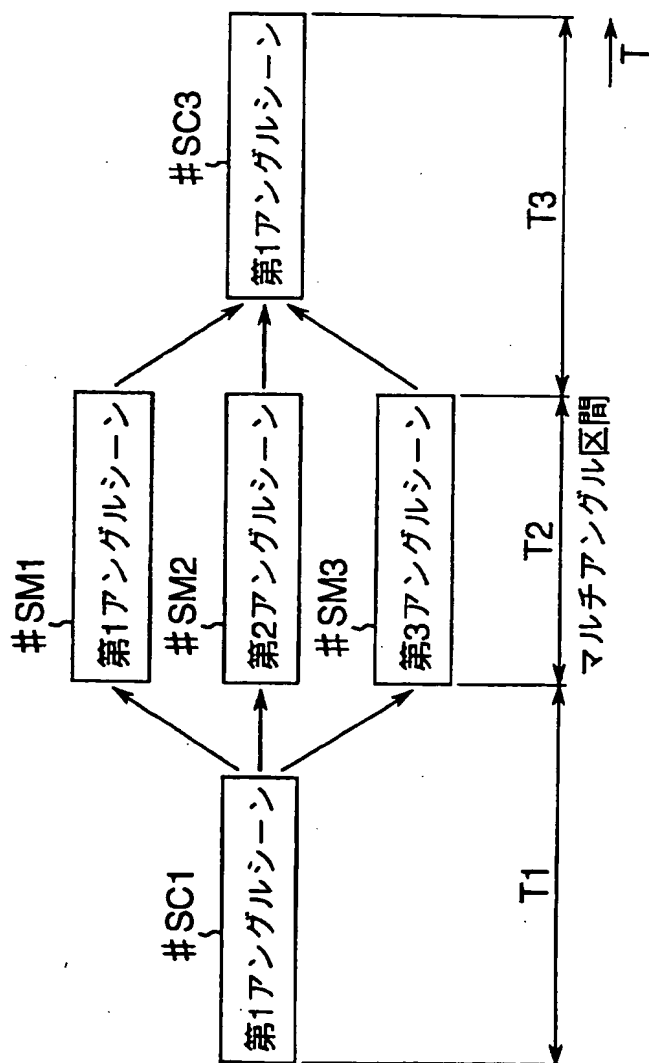 #SC1
第1アングルシーン
#SM1
第1アングルシーン
#SM2
第2アングルシーン
#SM3
第3アングルシーン
#SC3
第1アングルシーン
T1
T2
T3
マルチアングル区間
T